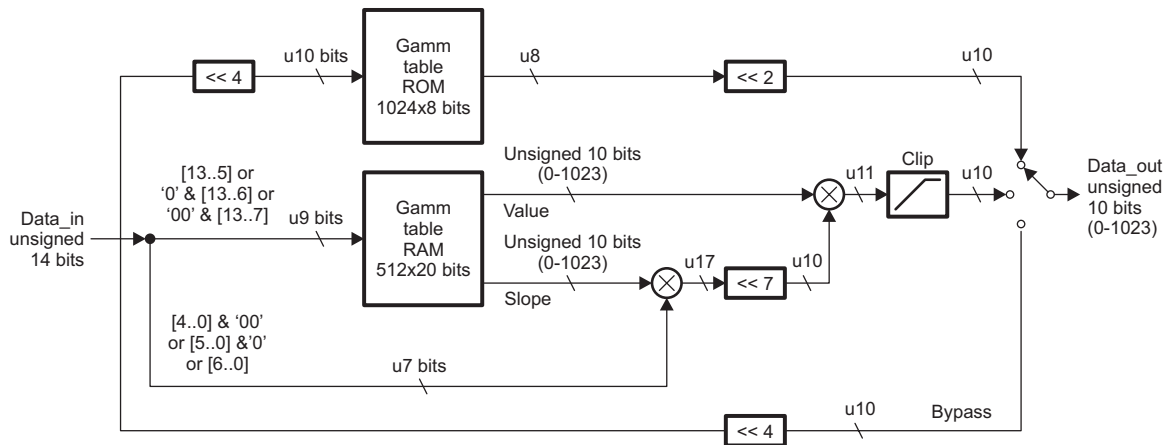 u10 bits
<< 4
Gamm
table
ROM
1024x8 bits
u8
<< 2
u10
[13..5] or
‘0’ & [13..6] or
‘00’ & [13..7]
Data_in
unsigned
14 bits
u9 bits
Gamm
table
RAM
512x20 bits
Unsigned 10 bits
(0-1023)
Value
Unsigned 10 bits
(0-1023)
Slope
u17
<< 7
u10
u11
Clip
u10
Data_out
unsigned
10 bits
(0-1023)
[4..0] & ‘00’
or [5..0] &’0’
or [6..0]
u7 bits
<< 4
u10
Bypass